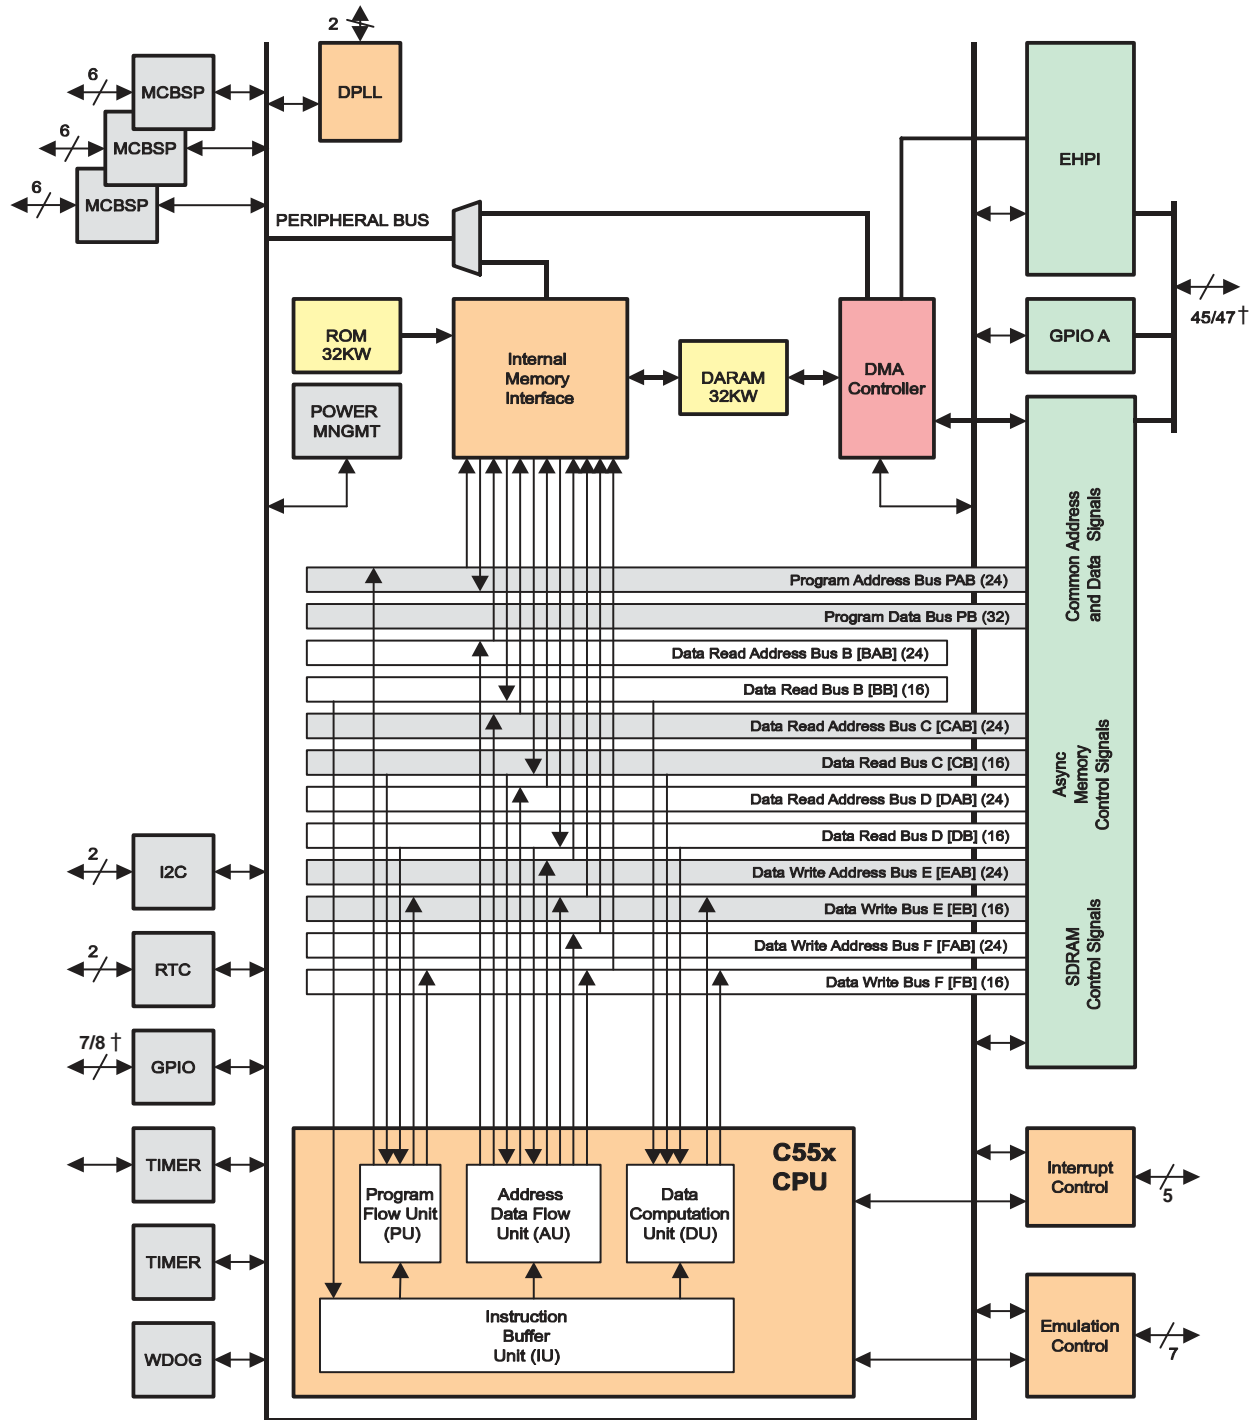 2
DPLL
6
MCBSP
6
MCBSP
6
MCBSP
PERIPHERAL BUS
EHPI
45/47 †
GPIO A
ROM
32KW
POWER
MNGMT
Internal
Memory
Interface
DARAM
32KW
DMA
Controller
Common Address
and Data Signals
Async
Memory
Control Signals
SDRAM
Control Signals
Program Address Bus PAB (24)
Program Data Bus PB (32)
Data Read Address Bus B [BAB] (24)
Data Read Bus B [BB] (16)
Data Read Address Bus C [CAB] (24)
Data Read Bus C [CB] (16)
Data Read Address Bus D [DAB] (24)
Data Read Bus D [DB] (16)
Data Write Address Bus E [EAB] (24)
Data Write Bus E [EB] (16)
Data Write Address Bus F [FAB] (24)
Data Write Bus F [FB] (16)
2
I2C
2
RTC
7/8 †
GPIO
TIMER
TIMER
WDOG
C55x
CPU
Program
Flow Unit
(PU)
Address
Data Flow
Unit (AU)
Data
Computation
Unit (DU)
Instruction
Buffer
Unit (IU)
Interrupt
Control
5
Emulation
Control
7